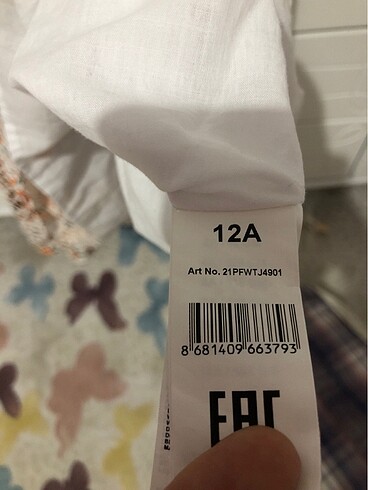 12A
Art No. 21PFWTJ4901
8 681409 663793
EAC